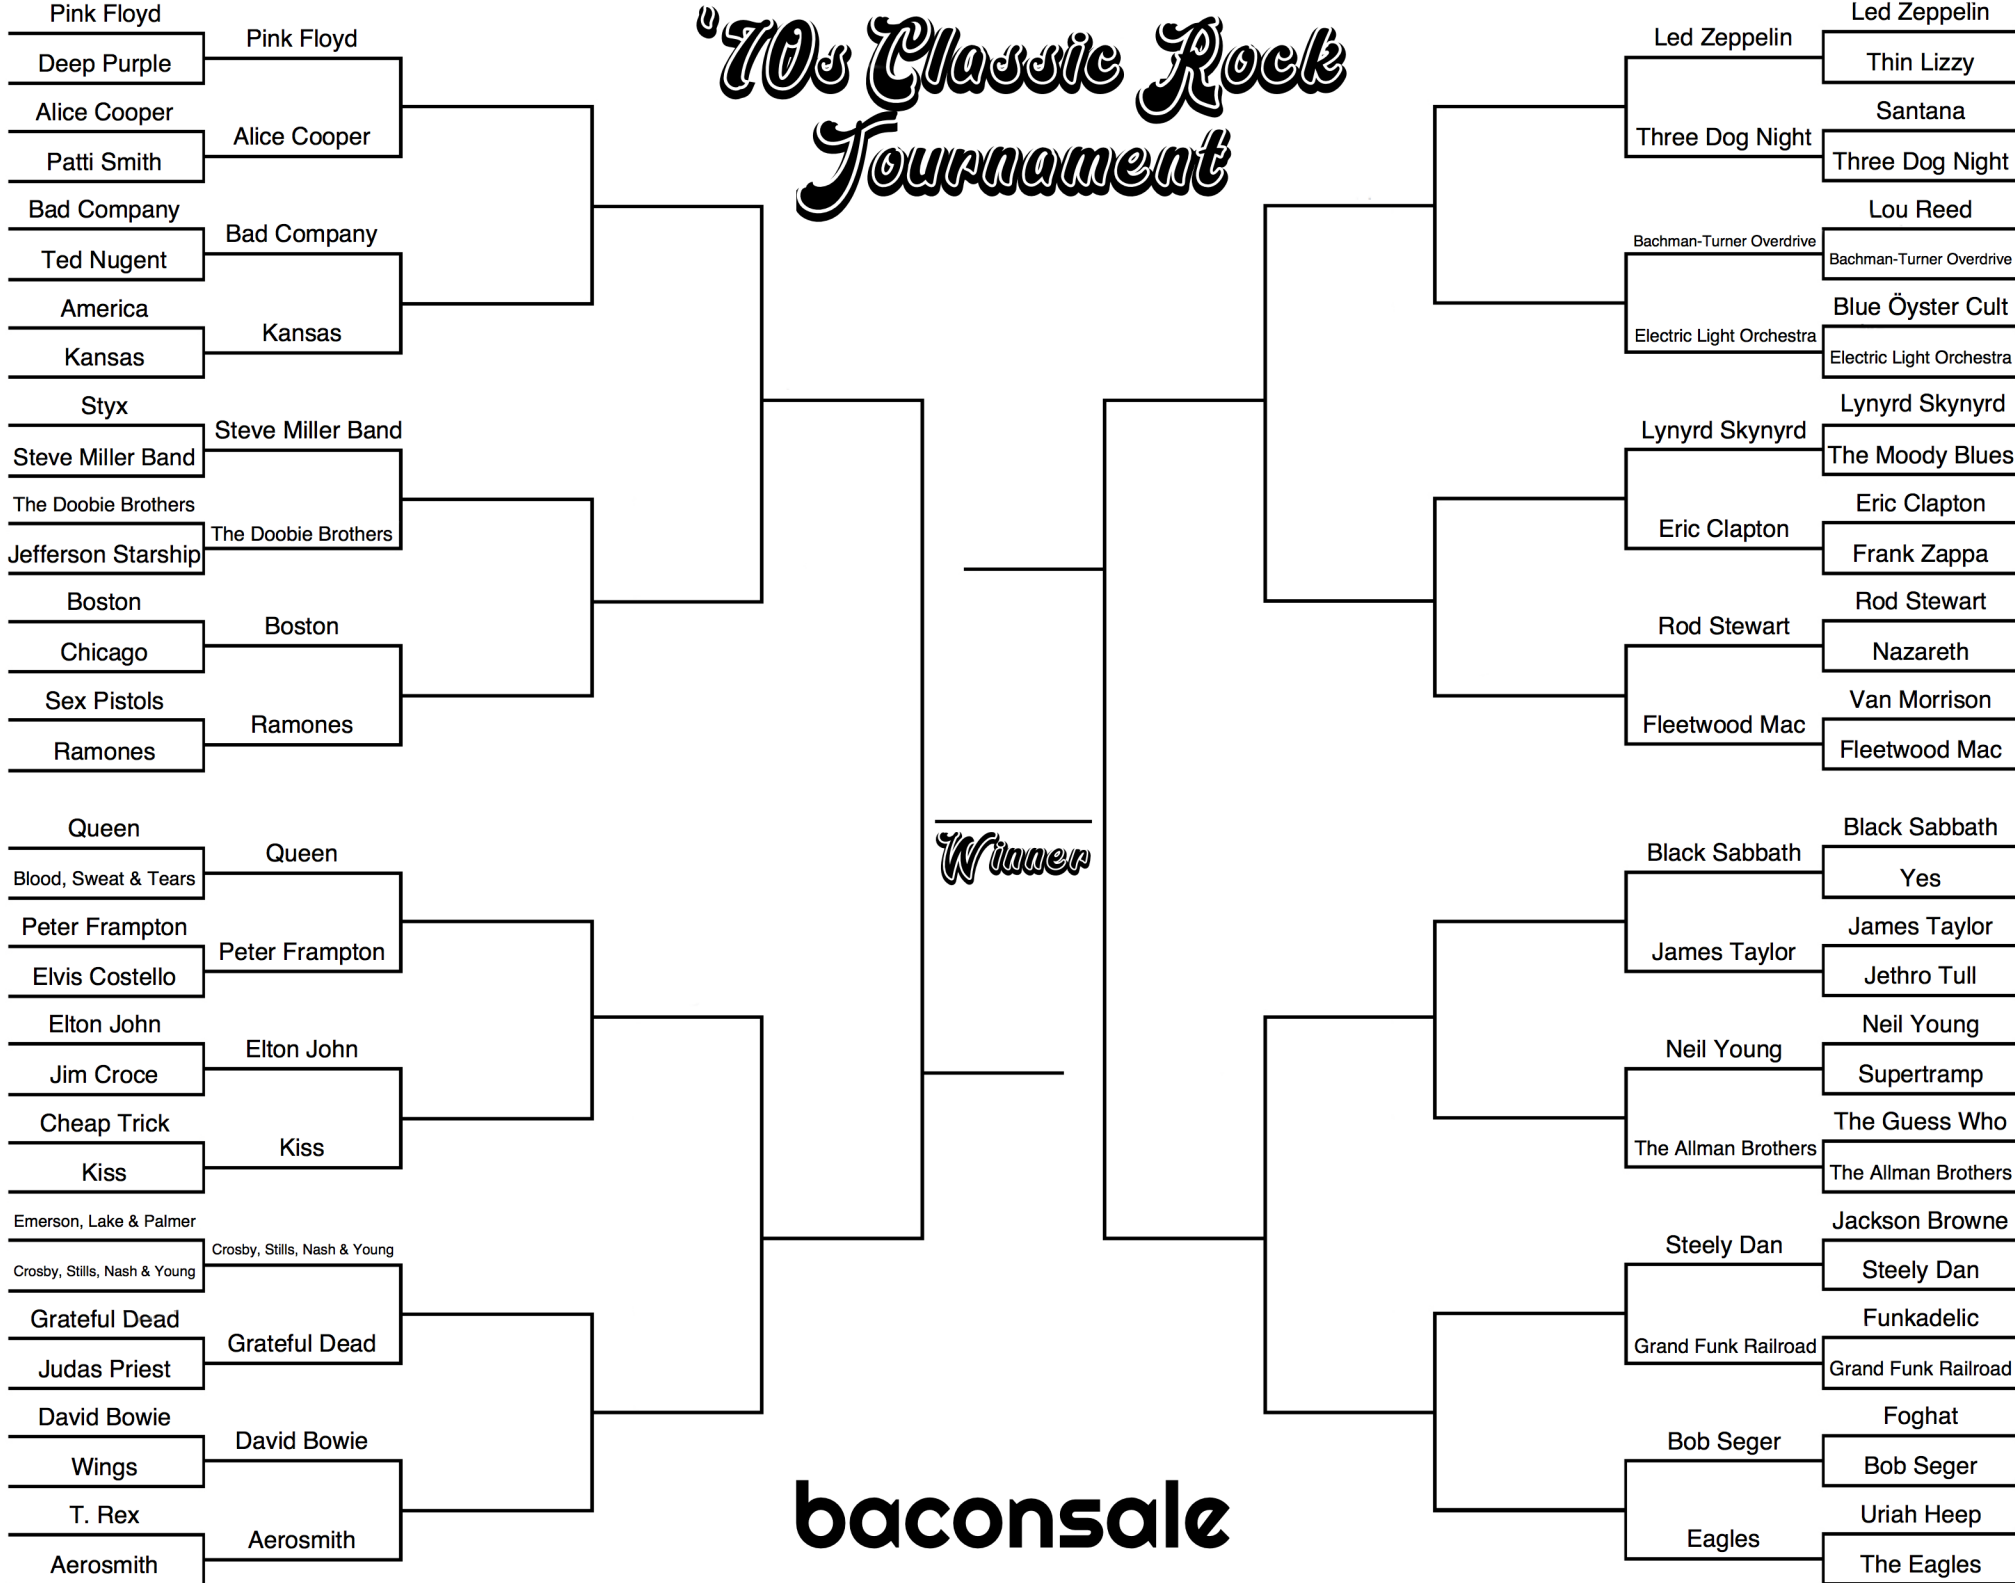 '70s Classic Rock
Tournament
Pink Floyd
Deep Purple
Alice Cooper
Patti Smith
Bad Company
Ted Nugent
America
Kansas
Styx
Steve Miller Band
The Doobie Brothers
Jefferson Starship
Boston
Chicago
Sex Pistols
Ramones
Queen
Blood, Sweat & Tears
Peter Frampton
Elvis Costello
Elton John
Jim Croce
Cheap Trick
Kiss
Emerson, Lake & Palmer
Crosby, Stills, Nash & Young
Grateful Dead
Judas Priest
David Bowie
Wings
T. Rex
Aerosmith
Pink Floyd
Alice Cooper
Bad Company
Kansas
Steve Miller Band
The Doobie Brothers
Boston
Ramones
Queen
Peter Frampton
Elton John
Kiss
Crosby, Stills, Nash & Young
Grateful Dead
David Bowie
Aerosmith
Winner
baconsale
Led Zeppelin
Three Dog Night
Bachman-Turner Overdrive
Electric Light Orchestra
Lynyrd Skynyrd
Eric Clapton
Rod Stewart
Fleetwood Mac
Black Sabbath
James Taylor
Neil Young
The Allman Brothers
Steely Dan
Grand Funk Railroad
Bob Seger
Eagles
Led Zeppelin
Thin Lizzy
Santana
Three Dog Night
Lou Reed
Bachman-Turner Overdrive
Blue Öyster Cult
Electric Light Orchestra
Lynyrd Skynyrd
The Moody Blues
Eric Clapton
Frank Zappa
Rod Stewart
Nazareth
Van Morrison
Fleetwood Mac
Black Sabbath
Yes
James Taylor
Jethro Tull
Neil Young
Supertramp
The Guess Who
The Allman Brothers
Jackson Browne
Steely Dan
Funkadelic
Grand Funk Railroad
Foghat
Bob Seger
Uriah Heep
The Eagles